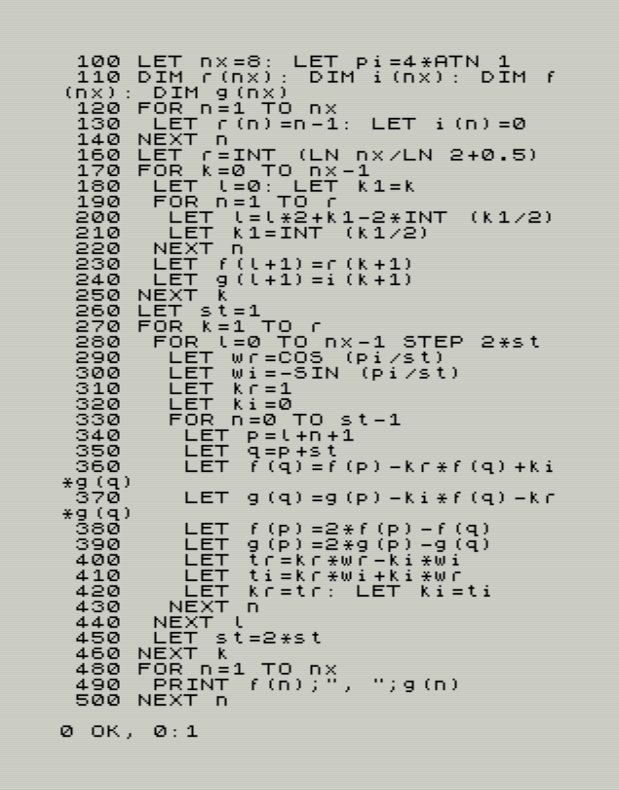 100 LET nx=8: LET pi=4*ATN 1
110 DIM r(nx): DIM i(nx): DIM f
(nx): DIM g(nx)
120 FOR n=1 TO nx
130 LET r(n)=n-1: LET i(n)=0
140 NEXT n
160 LET r=INT (LN nx/LN 2+0.5)
170 FOR k=0 TO nx-1
180 LET l=0: LET k1=k
190 FOR n=1 TO r
200 LET l=l*2+k1-2*INT (k1/2)
210 LET k1=INT (k1/2)
220 NEXT n
230 LET f(l+1)=r(k+1)
240 LET g(l+1)=i(k+1)
250 NEXT k
260 LET st=1
270 FOR k=1 TO r
280 FOR l=0 TO nx-1 STEP 2*st
290 LET wr=COS (pi/st)
300 LET wi=-SIN (pi/st)
310 LET kr=1
320 LET ki=0
330 FOR n=0 TO st-1
340 LET p=l+n+1
350 LET q=p+st
360 LET f(q)=f(p)-kr*f(q)+ki
*g(q)
370 LET g(q)=g(p)-ki*f(q)-kr
*g(q)
380 LET f(p)=2*f(p)-f(q)
390 LET g(p)=2*g(p)-g(q)
400 LET tr=kr*wr-ki*wi
410 LET ti=kr*wi+ki*wr
420 LET kr=tr: LET ki=ti
430 NEXT n
440 NEXT l
450 LET st=2*st
460 NEXT k
480 FOR n=1 TO nx
490 PRINT f(n);", ";g(n)
500 NEXT n
0 OK, 0:1